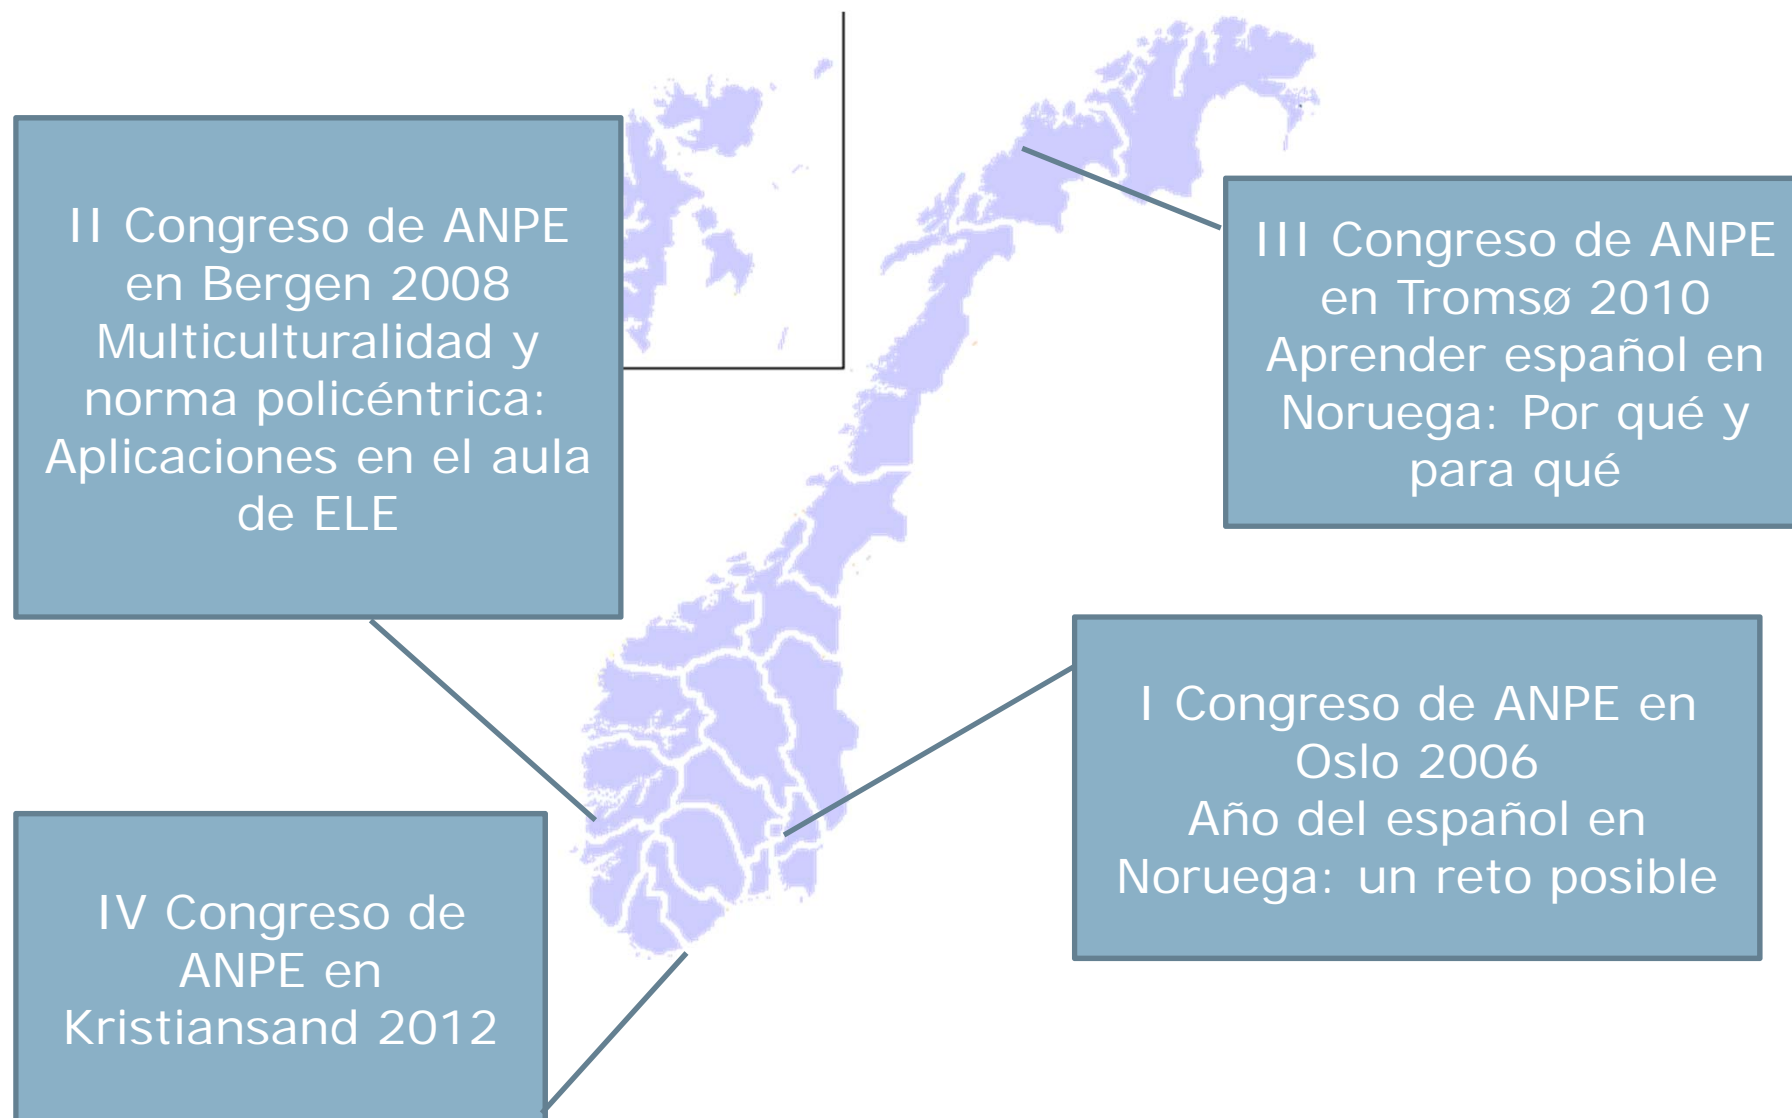 II Congreso de ANPE
en Bergen 2008
Multiculturalidad y
norma policéntrica:
Aplicaciones en el aula
de ELE
III Congreso de ANPE
en Tromsø 2010
Aprender español en
Noruega: Por qué y
para qué
I Congreso de ANPE en
Oslo 2006
Año del español en
Noruega: un reto posible
IV Congreso de
ANPE en
Kristiansand 2012